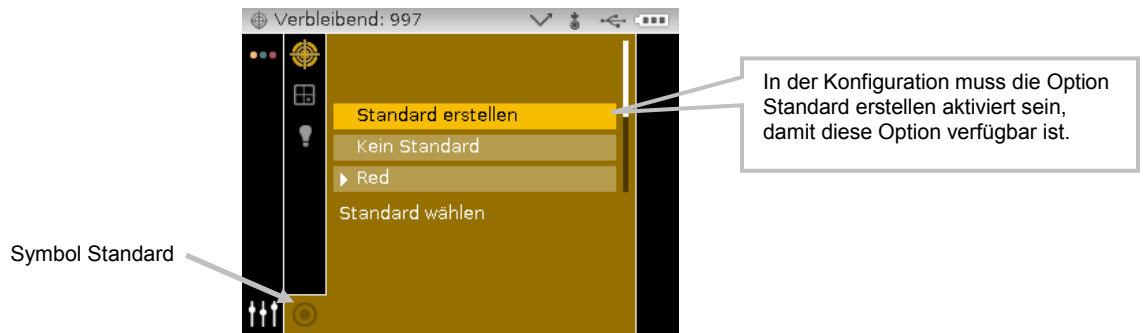 Verbleibend: 997
Standard erstellen
Kein Standard
Red
Standard wählen
In der Konfiguration muss die Option
Standard erstellen aktiviert sein,
damit diese Option verfügbar ist.
Symbol Standard